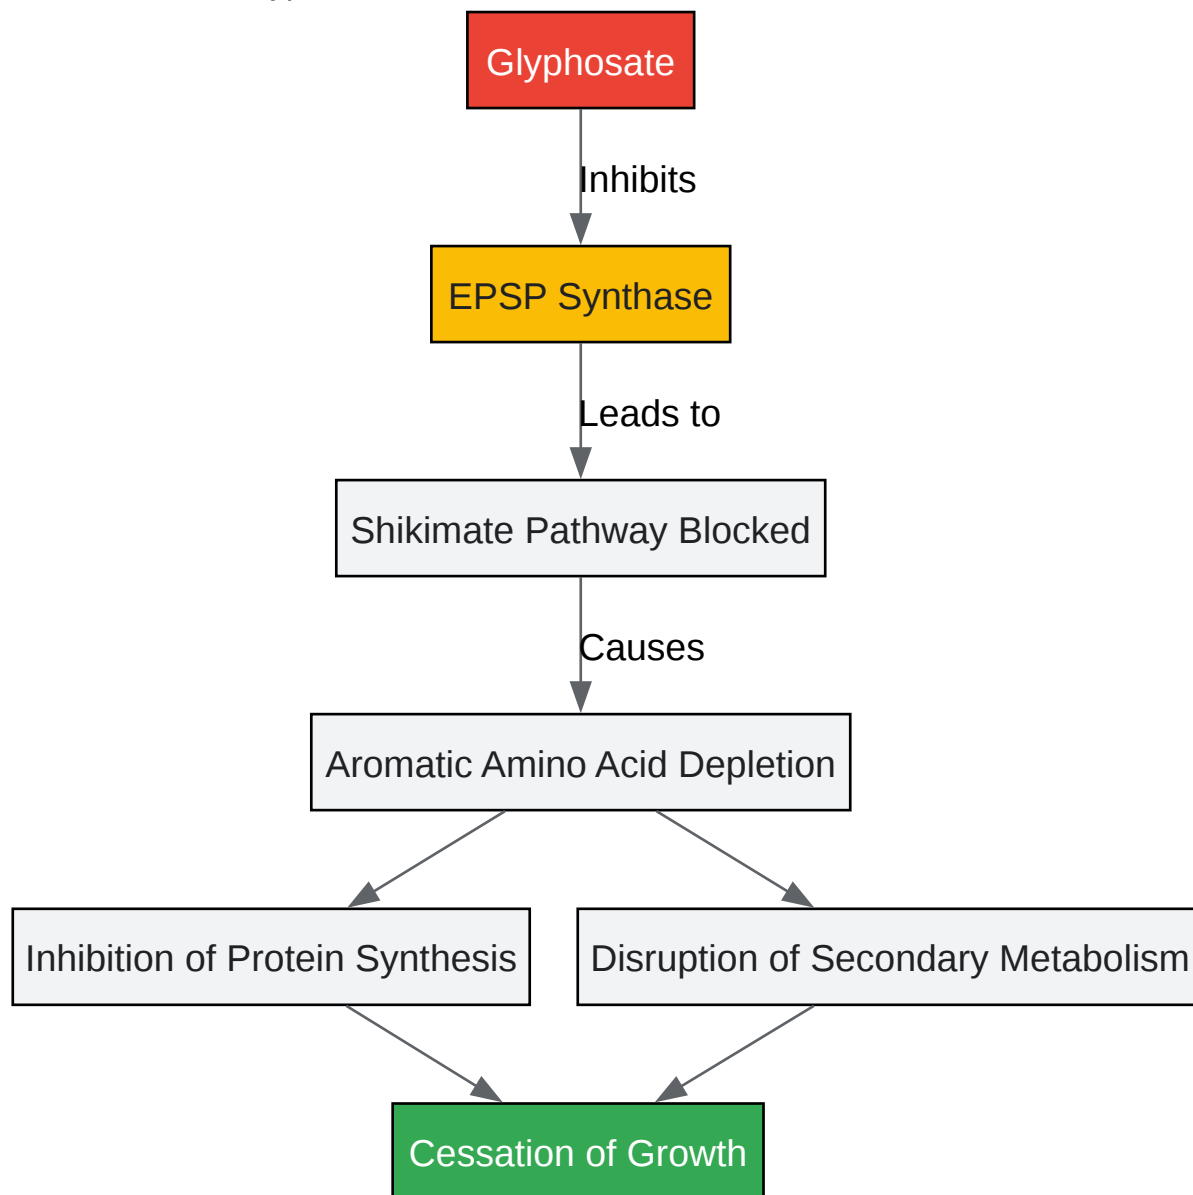 Glyphosate
Inhibits
EPSP Synthase
Leads to
Shikimate Pathway Blocked
Causes
Aromatic Amino Acid Depletion
Inhibition of Protein Synthesis
Disruption of Secondary Metabolism
Cessation of Growth